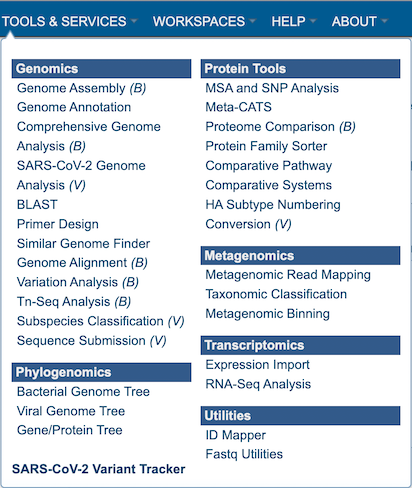 TOOLS & SERVICES WORKSPACES HELP ABOUT
Genomics
Genome Assembly (B)
Genome Annotation
Comprehensive Genome
Analysis (B)
SARS-CoV-2 Genome
Analysis (V)
BLAST
Primer Design
Similar Genome Finder
Genome Alignment (B)
Variation Analysis (B)
Tn-Seq Analysis (B)
Subspecies Classification (V)
Sequence Submission (V)
Phylogenomics
Bacterial Genome Tree
Viral Genome Tree
Gene/Protein Tree
SARS-CoV-2 Variant Tracker
Protein Tools
MSA and SNP Analysis
Meta-CATS
Proteome Comparison (B)
Protein Family Sorter
Comparative Pathway
Comparative Systems
HA Subtype Numbering
Conversion (V)
Metagenomics
Metagenomic Read Mapping
Taxonomic Classification
Metagenomic Binning
Transcriptomics
Expression Import
RNA-Seq Analysis
Utilities
ID Mapper
Fastq Utilities